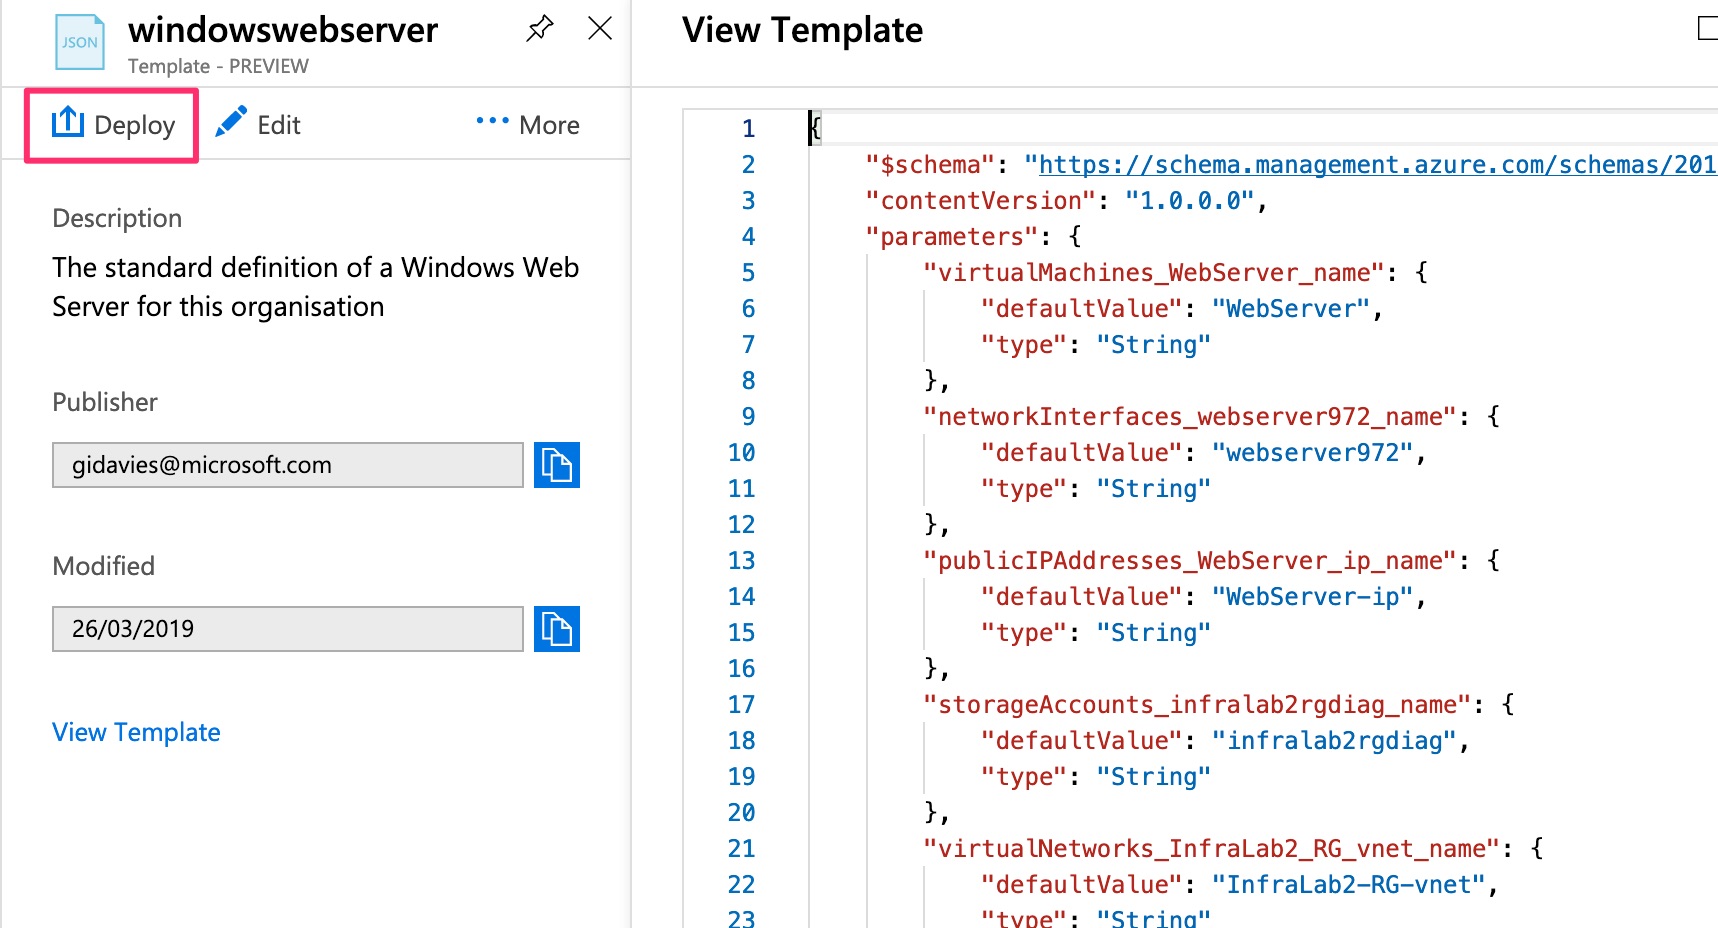 JSON
windowswebserver
Template - PREVIEW
Deploy
Edit
··· More
Description
The standard definition of a Windows Web
Server for this organisation
Publisher
gidavies@microsoft.com
Modified
26/03/2019
View Template
View Template
1 {
2 "$schema": "https://schema.management.azure.com/schemas/201
3 "contentVersion": "1.0.0.0",
4 "parameters": {
5 "virtualMachines_WebServer_name": {
6 "defaultValue": "WebServer",
7 "type": "String"
8 },
9 "networkInterfaces_webserver972_name": {
10 "defaultValue": "webserver972",
11 "type": "String"
12 },
13 "publicIPAddresses_WebServer_ip_name": {
14 "defaultValue": "WebServer-ip",
15 "type": "String"
16 },
17 "storageAccounts_infralab2rgdiag_name": {
18 "defaultValue": "infralab2rgdiag",
19 "type": "String"
20 },
21 "virtualNetworks_InfraLab2_RG_vnet_name": {
22 "defaultValue": "InfraLab2-RG-vnet",
23 "type": "String"